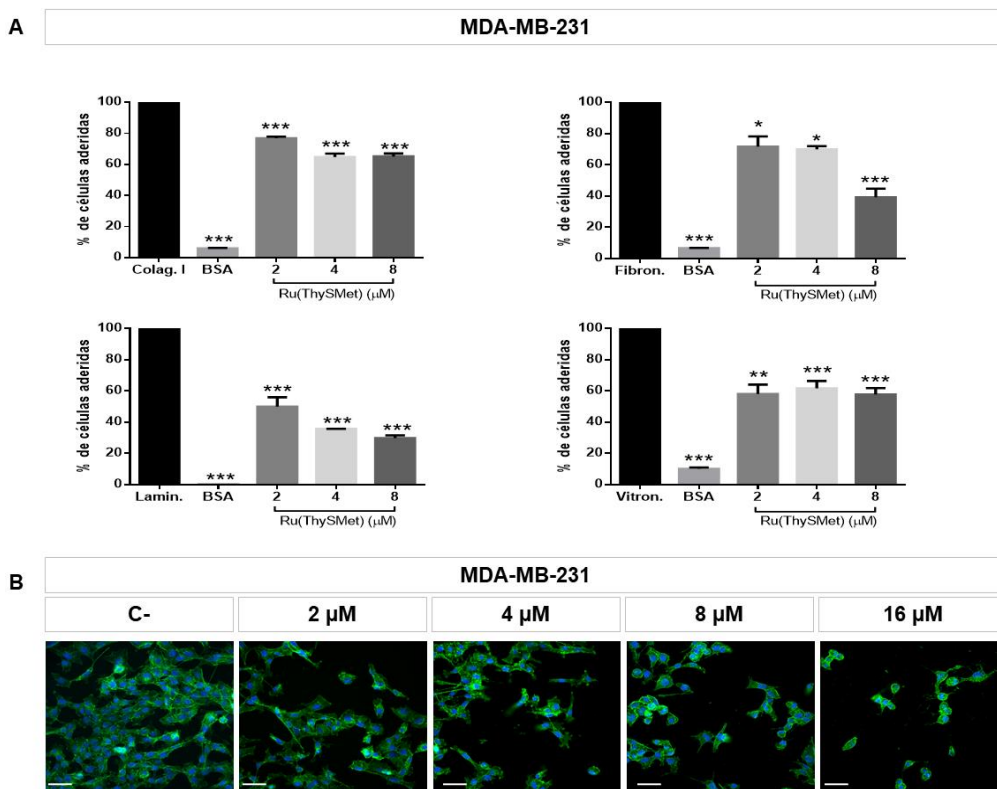 A
MDA-MB-231
% de células aderidas
100
80
60
40
20
0
***
***
***
***
Colag. I BSA 2 4 8
Ru(ThySMet) (μM)
% de células aderidas
100
80
60
40
20
0
***
*
*
***
Fibron. BSA 2 4 8
Ru(ThySMet) (μM)
% de células aderidas
100
80
60
40
20
0
***
***
***
***
Lamin. BSA 2 4 8
Ru(ThySMet) (μM)
% de células aderidas
100
80
60
40
20
0
***
**
***
***
Vitron. BSA 2 4 8
Ru(ThySMet) (μM)
B
MDA-MB-231
C- 2 μM 4 μM 8 μM 16 μM